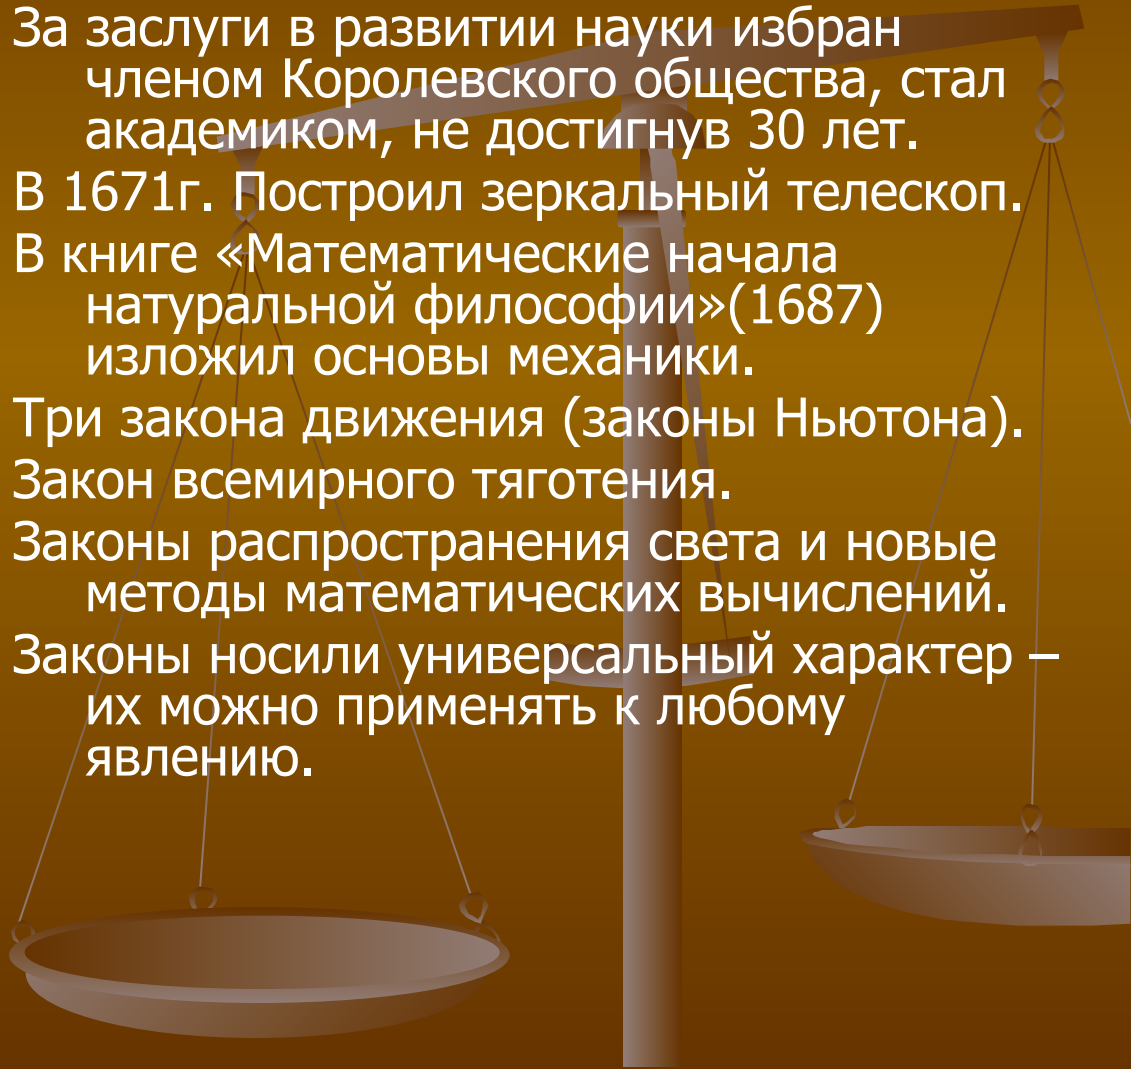 За заслуги в развитии науки избран
членом Королевского общества, стал
академиком, не достигнув 30 лет.
В 1671г. Построил зеркальный телескоп.
В книге «Математические начала
натуральной философии»(1687)
изложил основы механики.
Три закона движения (законы Ньютона).
Закон всемирного тяготения.
Законы распространения света и новые
методы математических вычислений.
Законы носили универсальный характер –
их можно применять к любому
явлению.